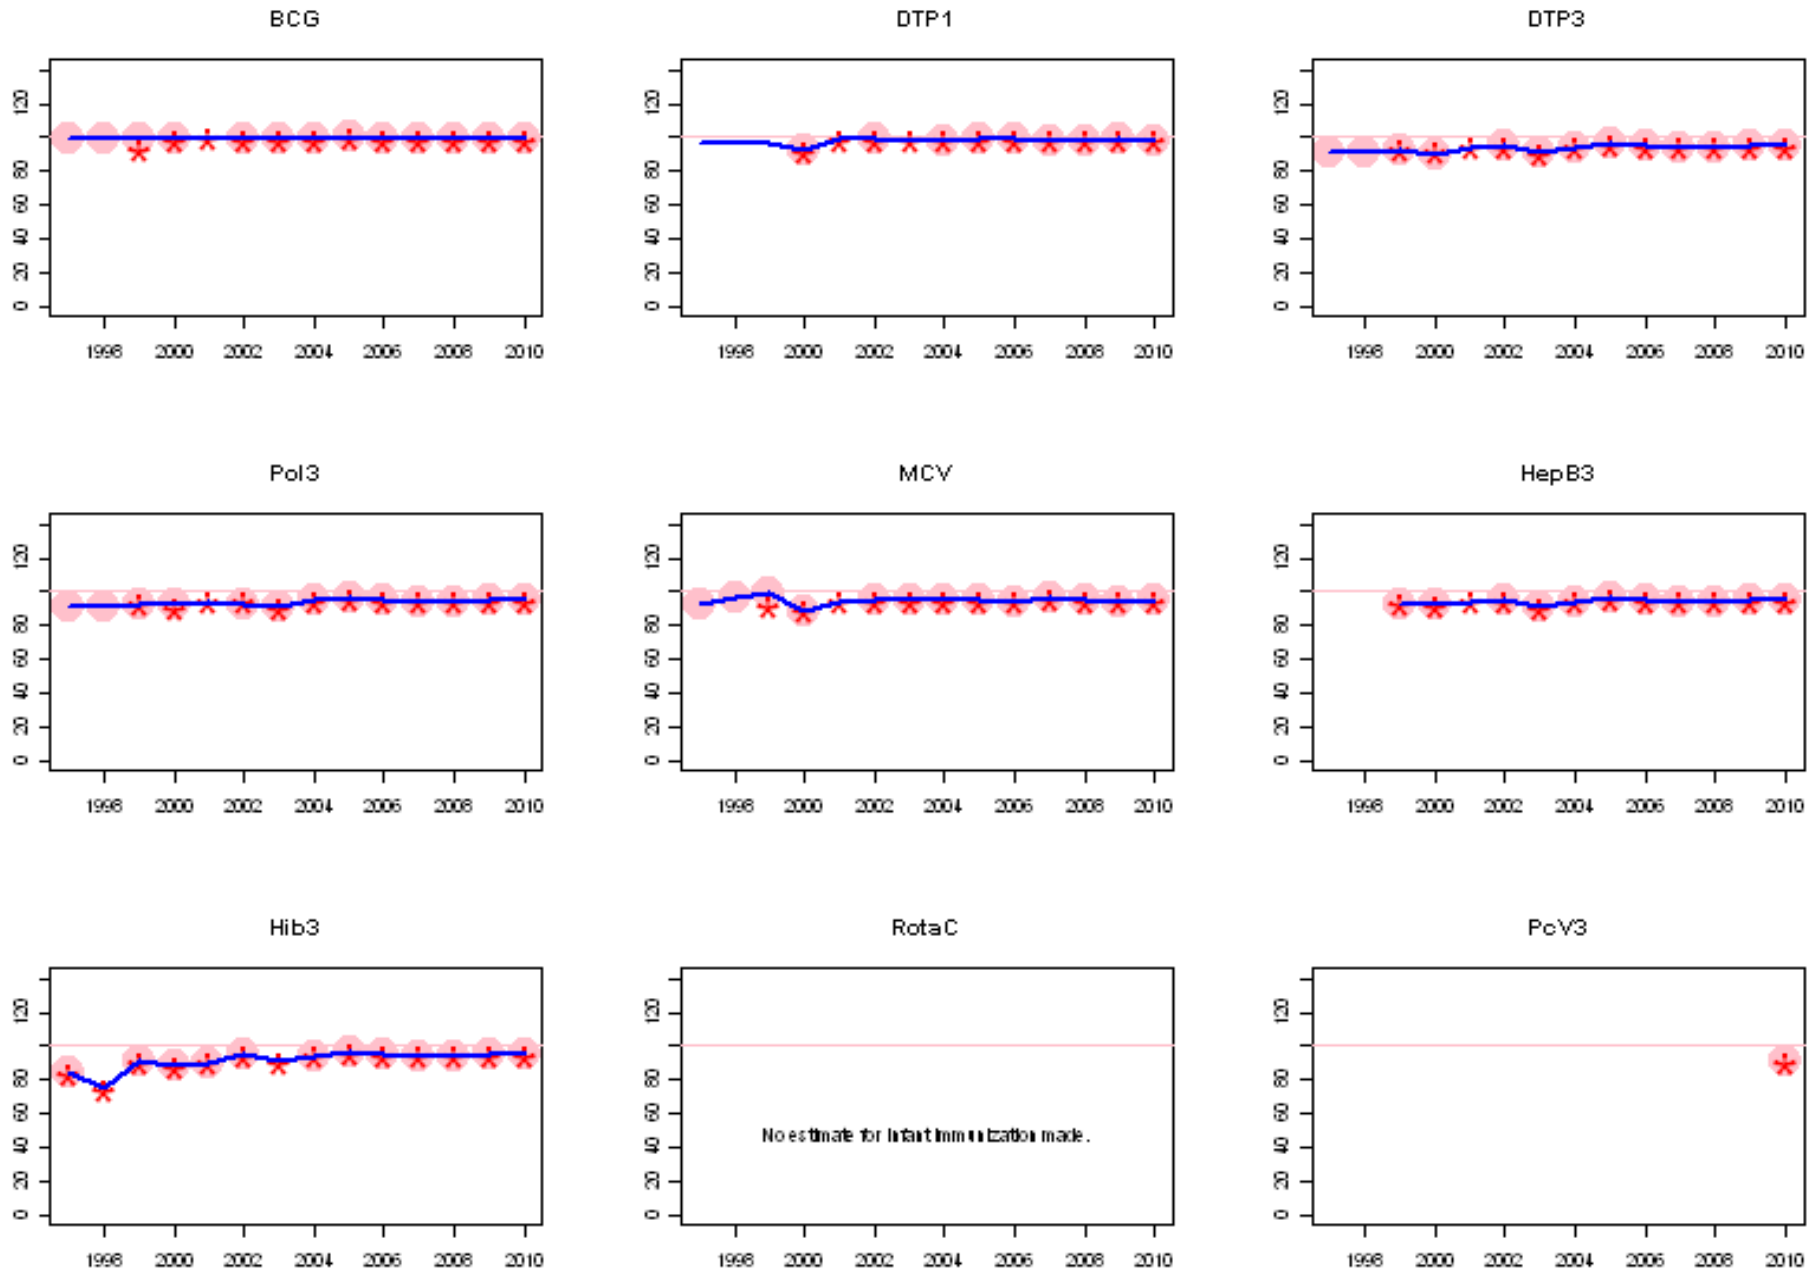 BCG
DTP1
DTP3
0 20 40 60 80 120
0 20 40 60 80 120
0 20 40 60 80 120
1998 2000 2002 2004 2006 2008 2010
1998 2000 2002 2004 2006 2008 2010
1998 2000 2002 2004 2006 2008 2010
Pol3
MCV
HepB3
0 20 40 60 80 120
0 20 40 60 80 120
0 20 40 60 80 120
1998 2000 2002 2004 2006 2008 2010
1998 2000 2002 2004 2006 2008 2010
1998 2000 2002 2004 2006 2008 2010
Hib3
RotaC
PcV3
0 20 40 60 80 120
0 20 40 60 80 120
No estimate for infant immunization made.
0 20 40 60 80 120
1998 2000 2002 2004 2006 2008 2010
1998 2000 2002 2004 2006 2008 2010
1998 2000 2002 2004 2006 2008 2010